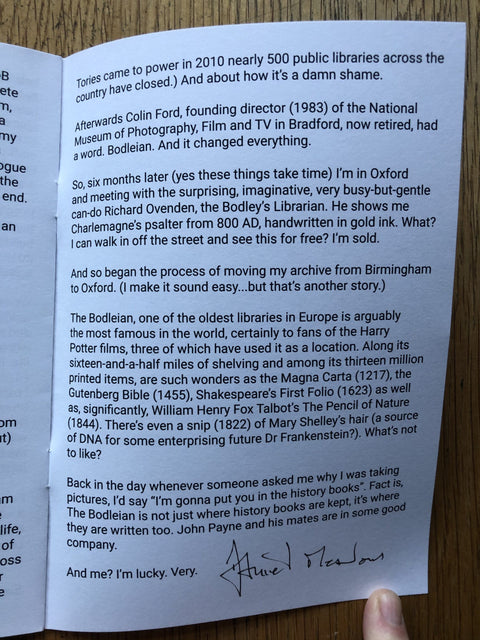 B
ete
m,
a
my
ogue
the
end.
an
om
ut)
m
life,
of
oss
r
e
Tories came to power in 2010 nearly 500 public libraries across the
country have closed.) And about how it's a damn shame.
Afterwards Colin Ford, founding director (1983) of the National
Museum of Photography, Film and TV in Bradford, now retired, had
a word. Bodleian. And it changed everything.
So, six months later (yes these things take time) I'm in Oxford
and meeting with the surprising, imaginative, very busy-but-gentle
can-do Richard Ovenden, the Bodley's Librarian. He shows me
Charlemagne's psalter from 800 AD, handwritten in gold ink. What?
I can walk in off the street and see this for free? I'm sold.
And so began the process of moving my archive from Birmingham
to Oxford. (I make it sound easy...but that's another story.)
The Bodleian, one of the oldest libraries in Europe is arguably
the most famous in the world, certainly to fans of the Harry
Potter films, three of which have used it as a location. Along its
sixteen-and-a-half miles of shelving and among its thirteen million
printed items, are such wonders as the Magna Carta (1217), the
Gutenberg Bible (1455), Shakespeare's First Folio (1623) as well
as, significantly, William Henry Fox Talbot's The Pencil of Nature
(1844). There's even a snip (1822) of Mary Shelley's hair (a source
of DNA for some enterprising future Dr Frankenstein?). What's not
to like?
Back in the day whenever someone asked me why I was taking
pictures, I'd say "I'm gonna put you in the history books". Fact is,
The Bodleian is not just where history books are kept, it's where
they are written too. John Payne and his mates are in some good
company.
And me? I'm lucky. Very.